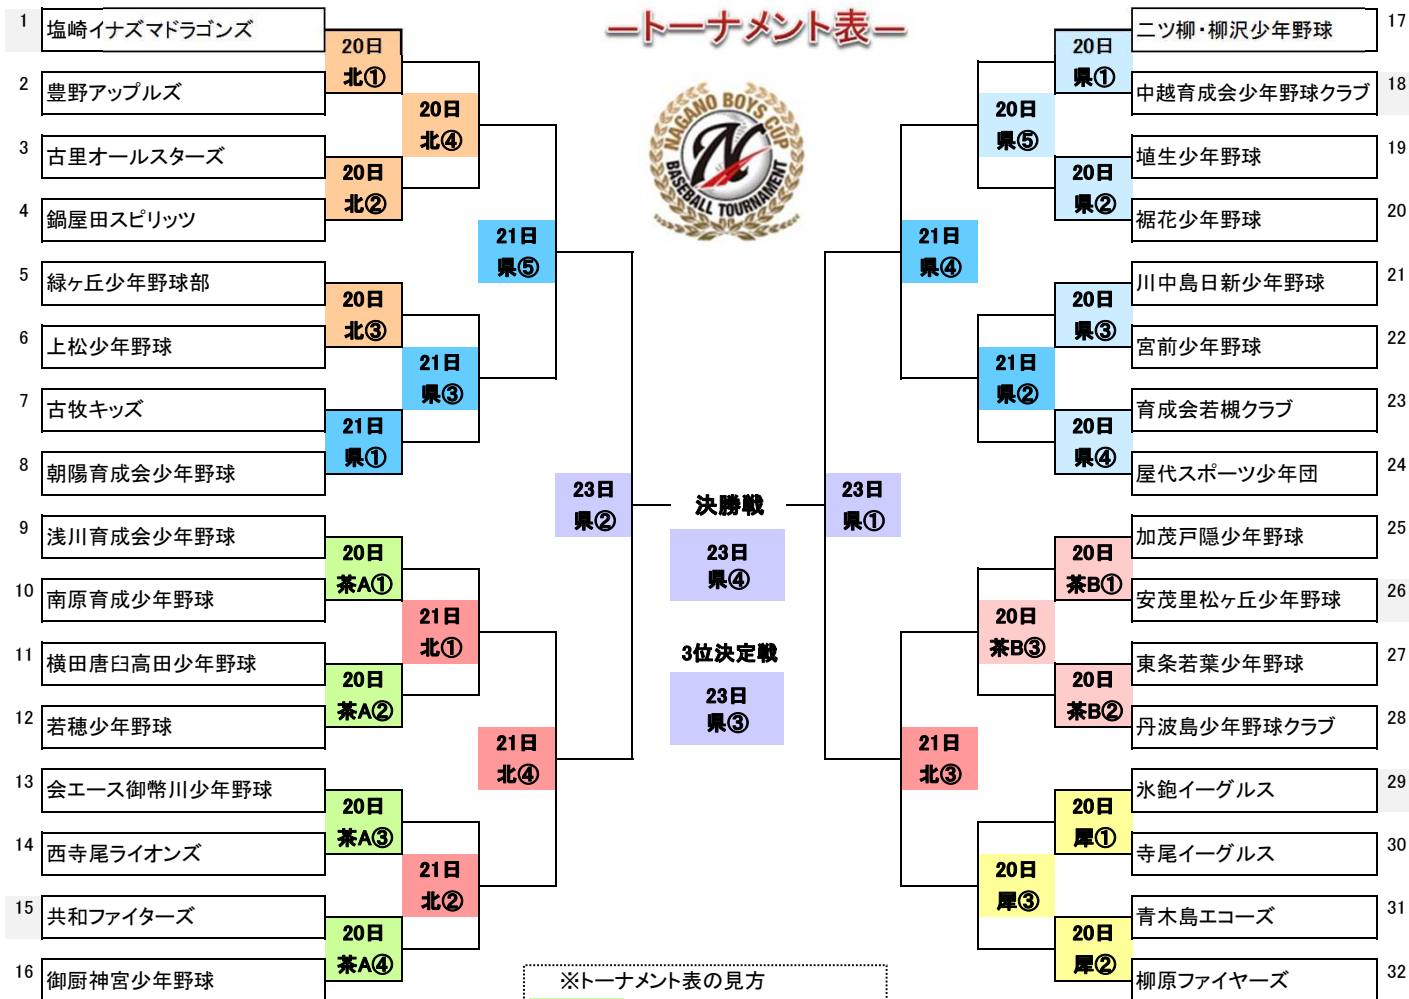 ートーナメント表ー
NAGANO BOYS CUP
BASEBALL TOURNAMENT
N
1 塩崎イナズマドラゴンズ
2 豊野アップルズ
3 古里オールスターズ
4 鍋屋田スピリッツ
5 緑ヶ丘少年野球部
6 上松少年野球
7 古牧キッズ
8 朝陽育成会少年野球
9 浅川育成会少年野球
10 南原育成少年野球
11 横田唐臼高田少年野球
12 若穂少年野球
13 会エース御幣川少年野球
14 西寺尾ライオンズ
15 共和ファイターズ
16 御厨神宮少年野球
20日
北①
20日
北②
20日
北③
21日
県①
20日
茶A①
20日
茶A②
20日
茶A③
20日
茶A④
20日
北④
21日
県③
21日
北①
21日
北②
21日
県⑤
21日
北④
23日
県②
決勝戦
23日
県④
3位決定戦
23日
県③
23日
県①
21日
県④
21日
北③
20日
県⑤
21日
県②
20日
茶B③
20日
犀③
20日
県①
20日
県②
20日
県③
20日
県④
20日
茶B①
20日
茶B②
20日
犀①
20日
犀②
二ツ柳・柳沢少年野球 17
中越育成会少年野球クラブ 18
埴生少年野球 19
裾花少年野球 20
川中島日新少年野球 21
宮前少年野球 22
育成会若槻クラブ 23
屋代スポーツ少年団 24
加茂戸隠少年野球 25
安茂里松ヶ丘少年野球 26
東条若葉少年野球 27
丹波島少年野球クラブ 28
氷鉋イーグルス 29
寺尾イーグルス 30
青木島エコーズ 31
柳原ファイヤーズ 32
※トーナメント表の見方